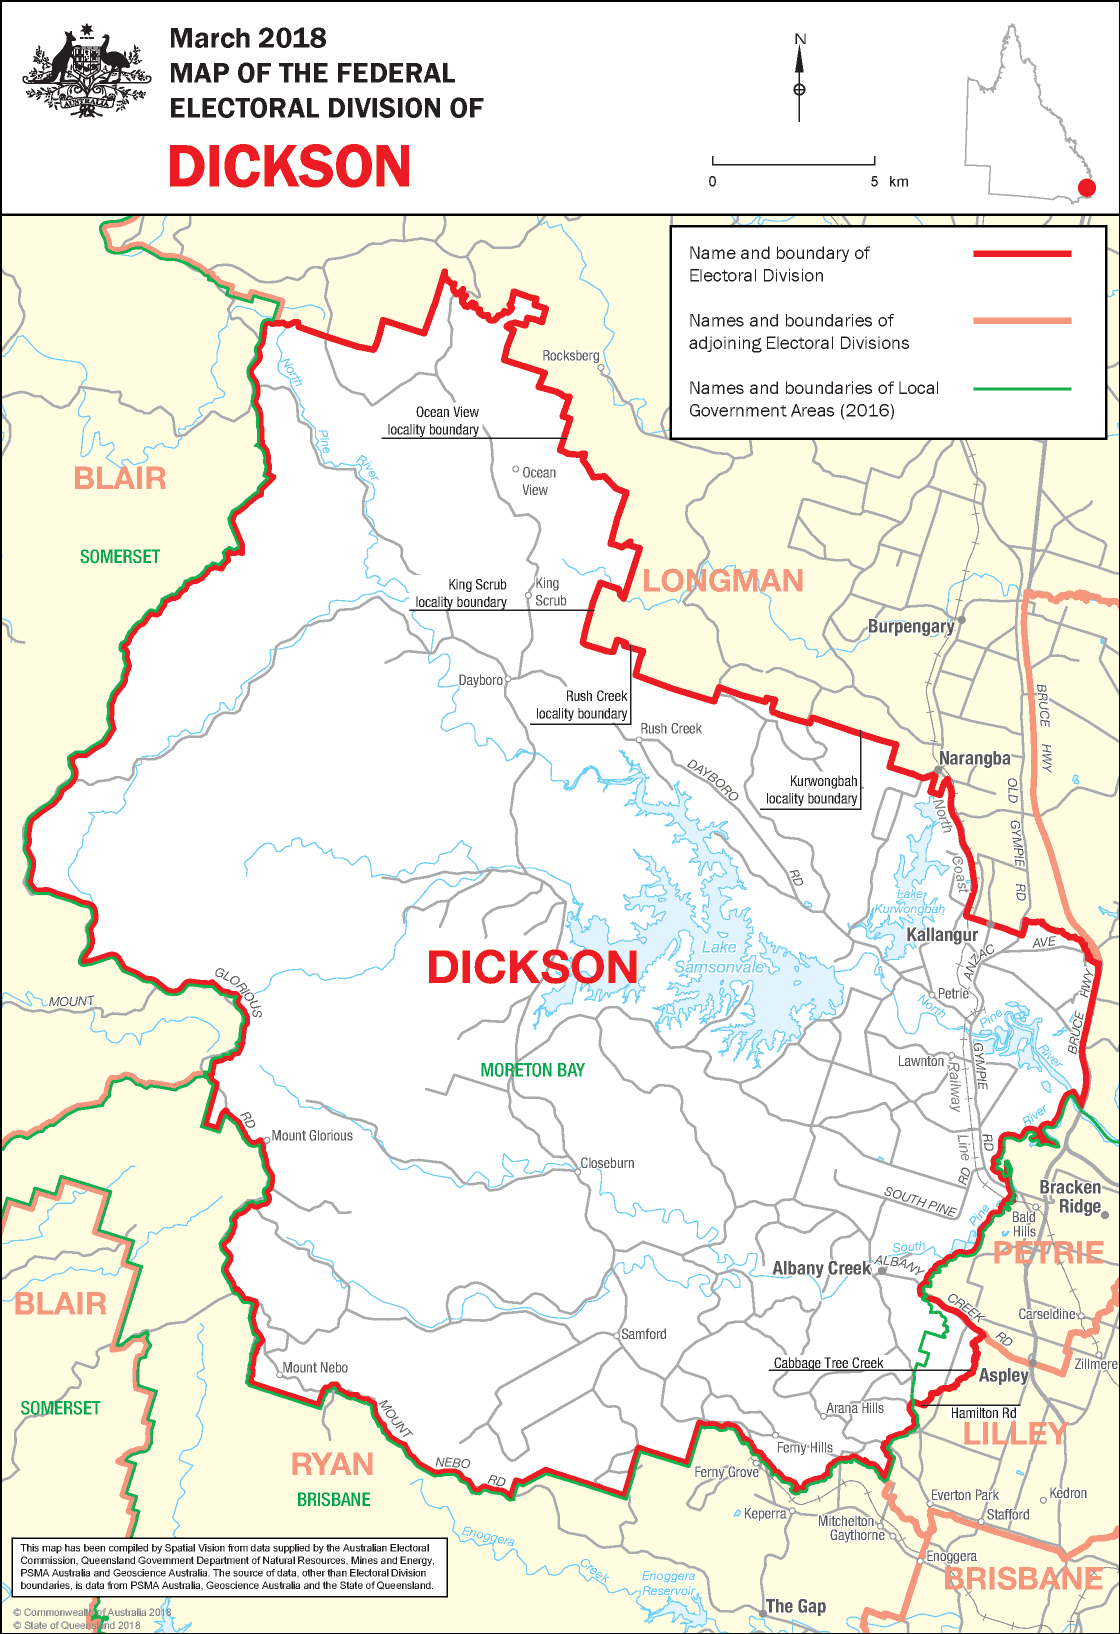 March 2018
MAP OF THE FEDERAL
ELECTORAL DIVISION OF
DICKSON
AUSTRALIA
N
0 5 km
Name and boundary of
Electoral Division
Names and boundaries of
adjoining Electoral Divisions
Names and boundaries of Local
Government Areas (2016)
Rocksberg
North
Pine
River
Ocean View
locality boundary
Ocean
View
BLAIR
SOMERSET
LONGMAN
King Scrub
locality boundary
King
Scrub
Burpengary
Dayboro
Rush Creek
locality boundary
Rush Creek
BRUCE HWY
DAYBORO
RD
Kurwongbah
locality boundary
Narangba
OLD GYMPIE RD
North
Coast
Lake
Kurwongbah
Kallangur
ANZAC
AVE
DICKSON
Lake
Samsonvale
Petrie
North
Pine
River
BRUCE HWY
MOUNT
GLORIOUS
RD
MORETON BAY
Lawnton
Railway
Line
GYMPIE
RD
River
Mount Glorious
Closeburn
SOUTH PINE
RD
Bracken
Ridge
Bald
Hills
PETRIE
South
Pine
Albany Creek
ALBANY
CREEK
RD
BLAIR
Carseldine
Samford
Zillmere
Mount Nebo
Cabbage Tree Creek
Aspley
SOMERSET
MOUNT
NEBO
RD
Arana Hills
Hamilton Rd
LILLEY
Ferny Hills
RYAN
BRISBANE
Ferny Grove
Everton Park
Kedron
Keperra
Mitchelton
Stafford
Gaythorne
Enoggera
Creek
Enoggera
BRISBANE
Enoggera
Reservoir
The Gap
This map has been compiled by Spatial Vision from data supplied by the Australian Electoral
Commission, Queensland Government Department of Natural Resources, Mines and Energy,
PSMA Australia and Geoscience Australia. The source of data, other than Electoral Division
boundaries, is data from PSMA Australia, Geoscience Australia and the State of Queensland.
© Commonwealth of Australia 2018
© State of Queensland 2018